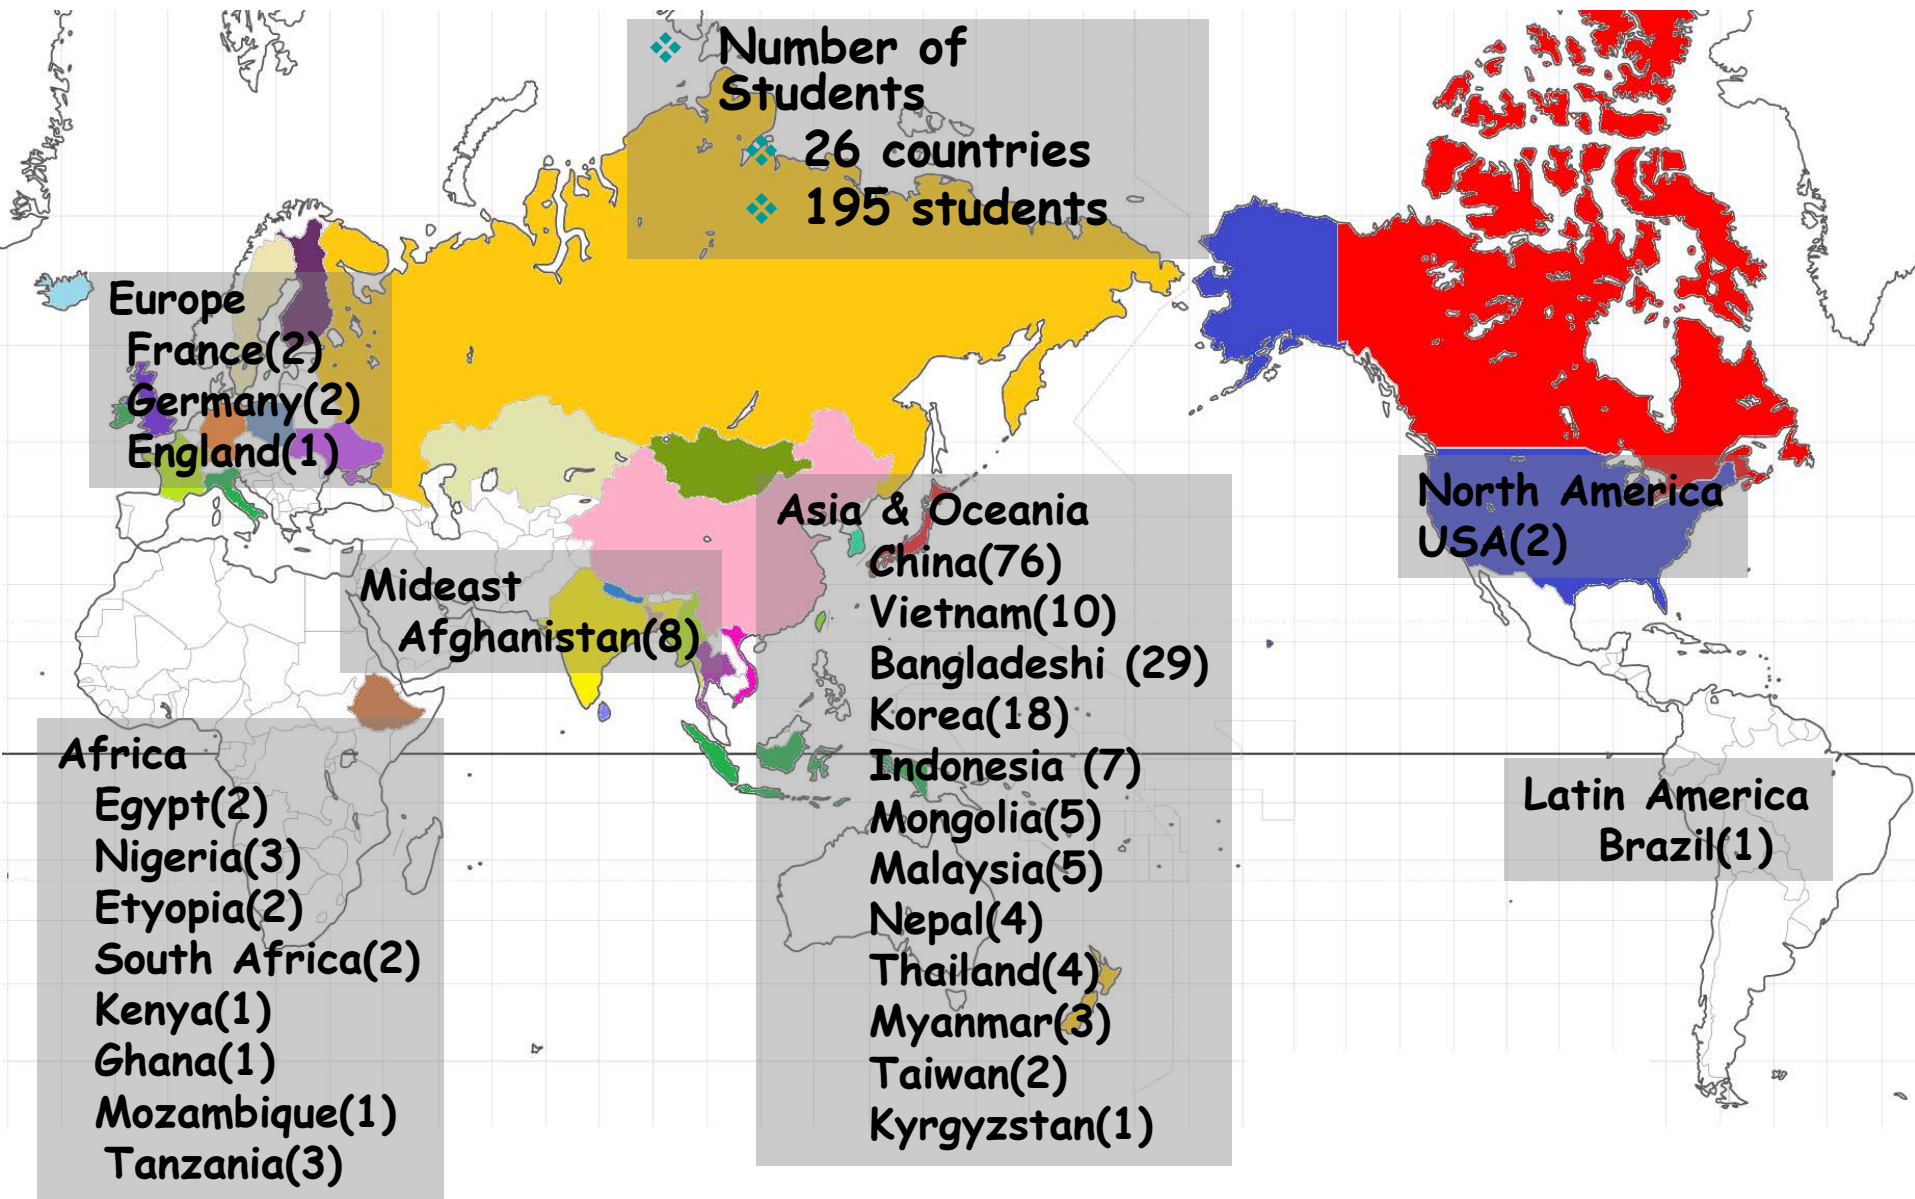 Number of
Students
26 countries
195 students
Europe
France(2)
Germany(2)
England(1)
Mideast
Afghanistan(8)
Asia & Oceania
China(76)
Vietnam(10)
Bangladeshi (29)
Korea(18)
Indonesia (7)
Mongolia(5)
Malaysia(5)
Nepal(4)
Thailand(4)
Myanmar(3)
Taiwan(2)
Kyrgyzstan(1)
North America
USA(2)
Latin America
Brazil(1)
Africa
Egypt(2)
Nigeria(3)
Etyopia(2)
South Africa(2)
Kenya(1)
Ghana(1)
Mozambique(1)
Tanzania(3)